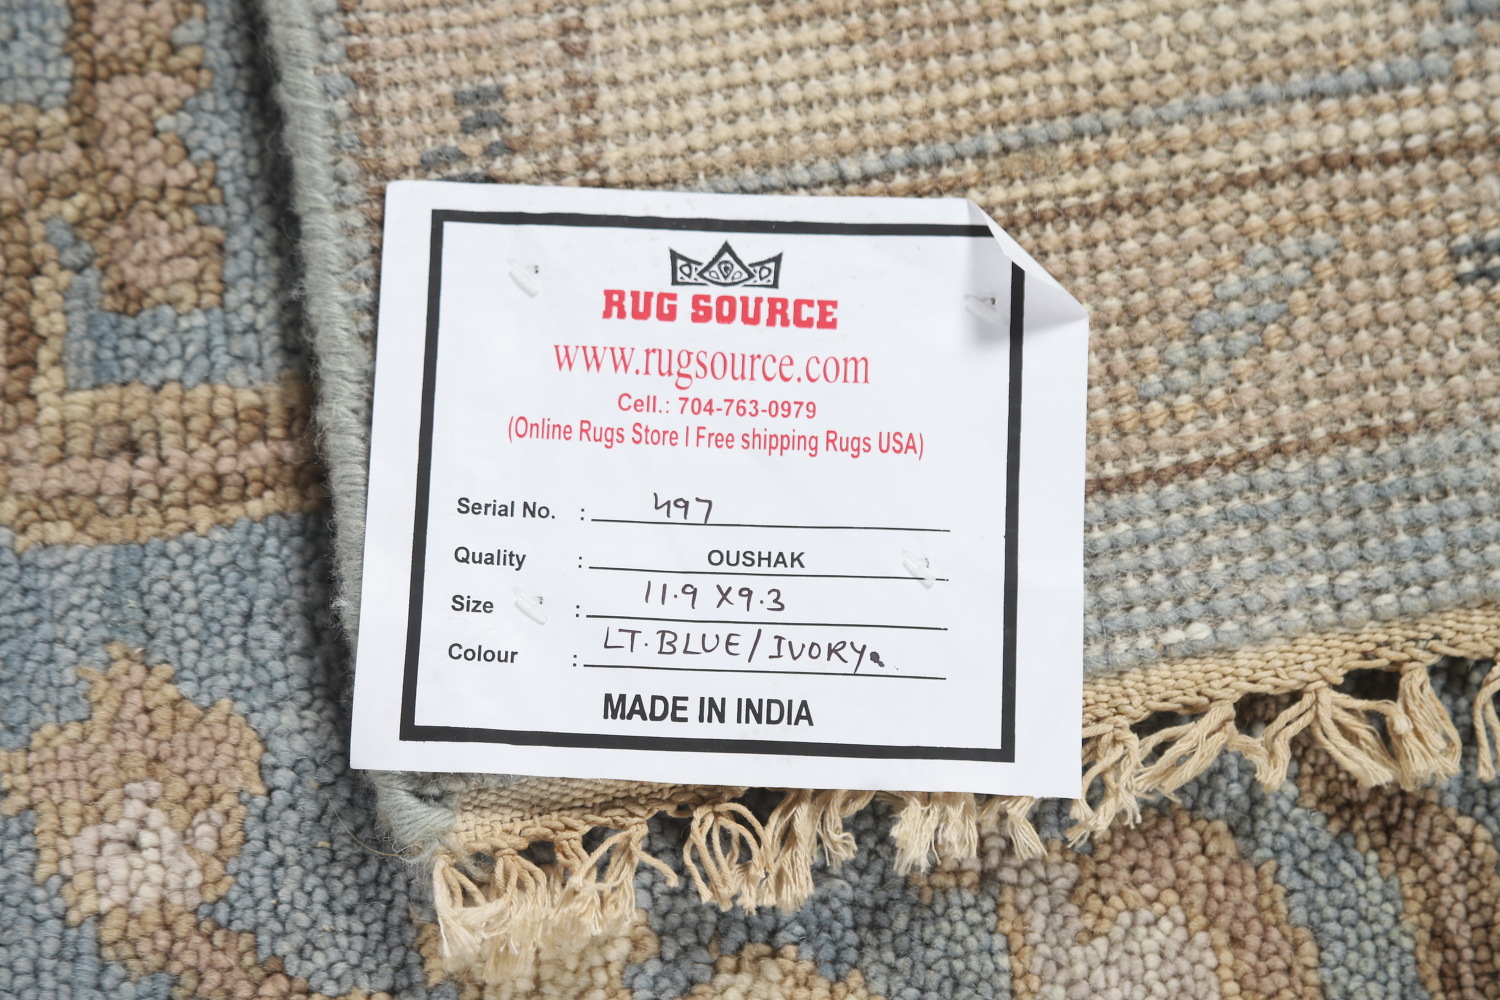 RUG SOURCE
www.rugsource.com
Cell.: 704-763-0979
(Online Rugs Store I Free shipping Rugs USA)
Serial No. : 497
Quality : OUSHAK
Size : 11.9 X9.3
Colour : LT. BLUE / IVORY
MADE IN INDIA